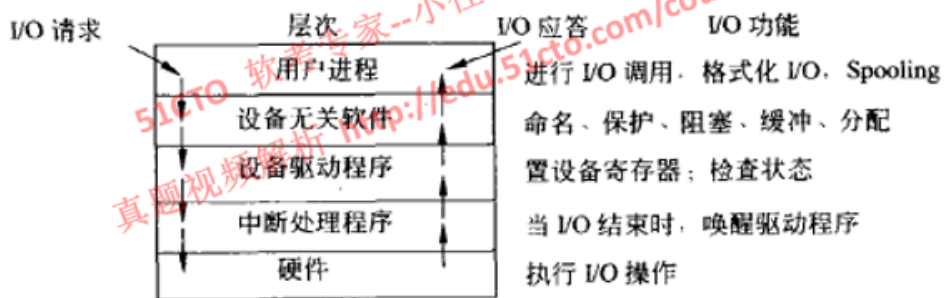 I/O 请求 层次 I/O 应答 I/O 功能
用户进程 进行 I/O 调用，格式化 I/O，Spooling
设备无关软件 命名、保护、阻塞、缓冲、分配
设备驱动程序 置设备寄存器；检查状态
中断处理程序 当 I/O 结束时，唤醒驱动程序
硬件 执行 I/O 操作
51CTO 软考专家--小任
真题视频解析 http://edu.51cto.com/cou